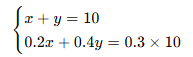 x + y = 10
0.2x + 0.4y = 0.3 × 10